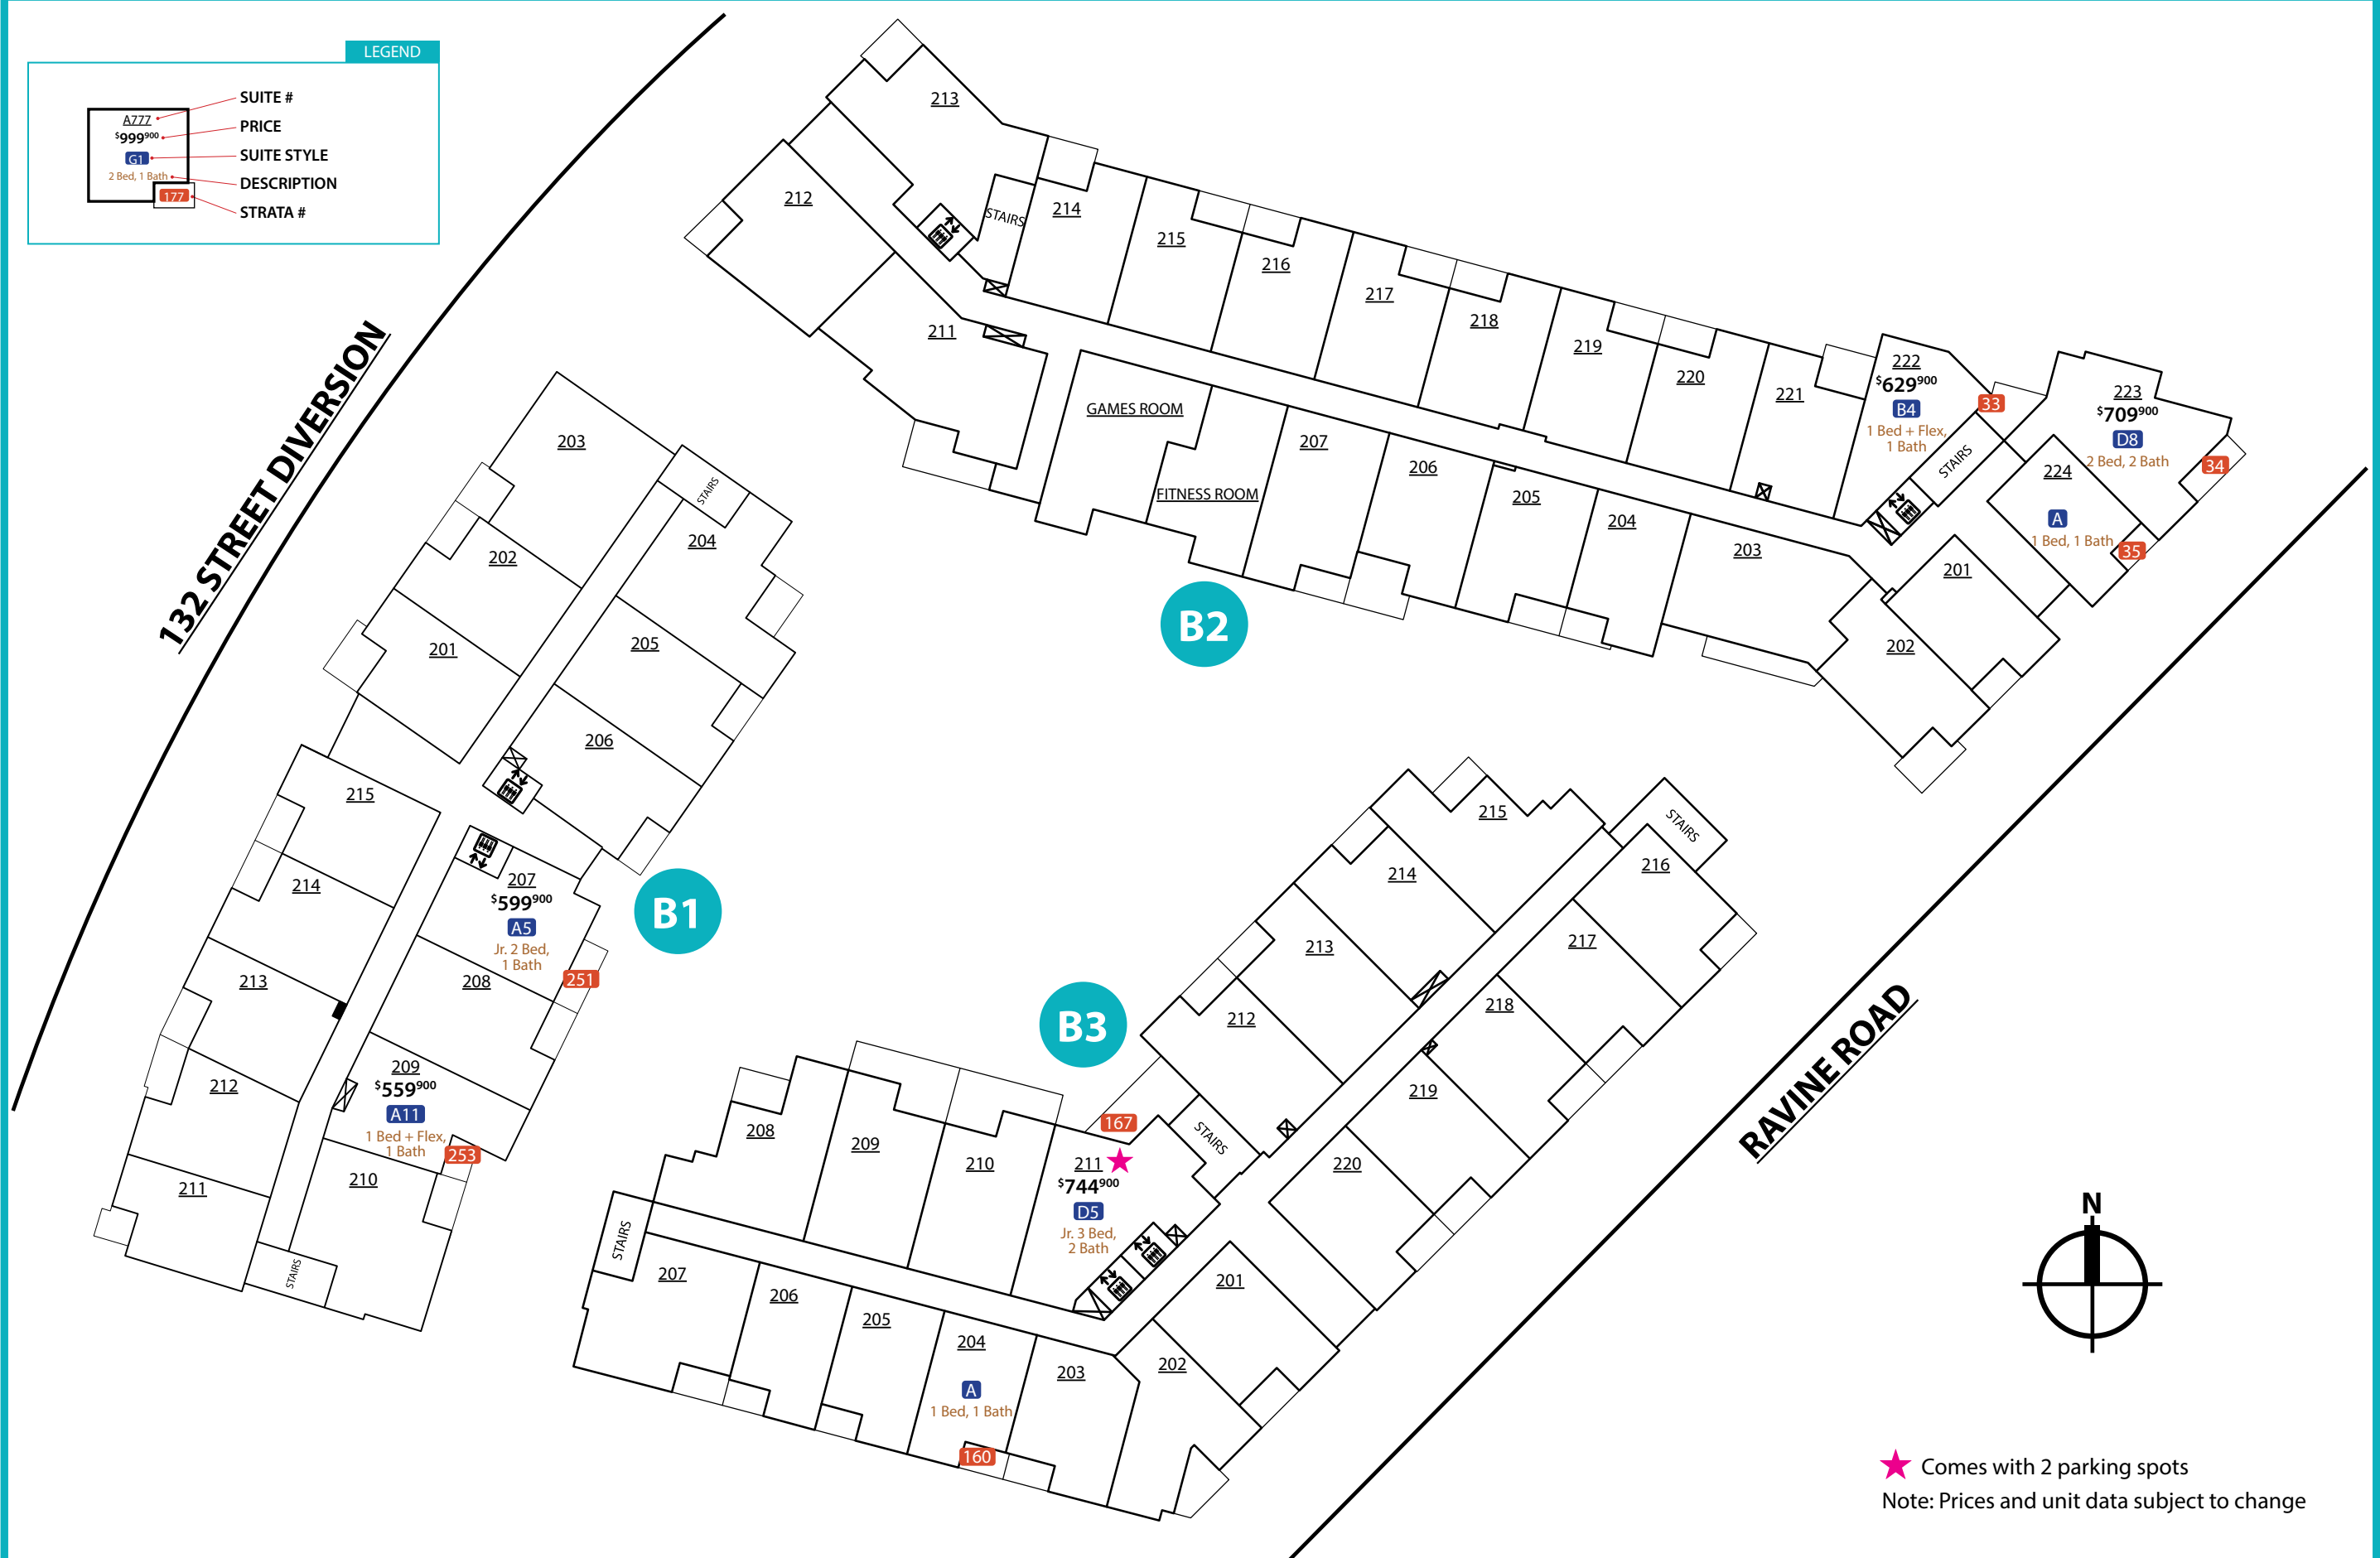 LEGEND
A777
$999900
G1
2 Bed, 1 Bath
177
SUITE #
PRICE
SUITE STYLE
DESCRIPTION
STRATA #
132 STREET DIVERSION
213
212
STAIRS
214
215
216
217
218
219
220
221
222
$629900
B4
1 Bed + Flex,
1 Bath
33
STAIRS
223
$709900
D8
2 Bed, 2 Bath
34
224
A
1 Bed, 1 Bath
35
211
GAMES ROOM
FITNESS ROOM
207
206
205
204
203
202
201
B2
203
STAIRS
202
204
201
205
206
215
214
213
212
211
207
$599900
A5
Jr. 2 Bed,
1 Bath
251
208
209
$559900
A11
1 Bed + Flex,
1 Bath
253
210
STAIRS
B1
B3
215
STAIRS
214
216
213
217
212
218
219
220
208
209
210
167
211
$744900
D5
Jr. 3 Bed,
2 Bath
STAIRS
STAIRS
207
206
205
204
A
1 Bed, 1 Bath
160
203
202
201
RAVINE ROAD
N
Comes with 2 parking spots
Note: Prices and unit data subject to change